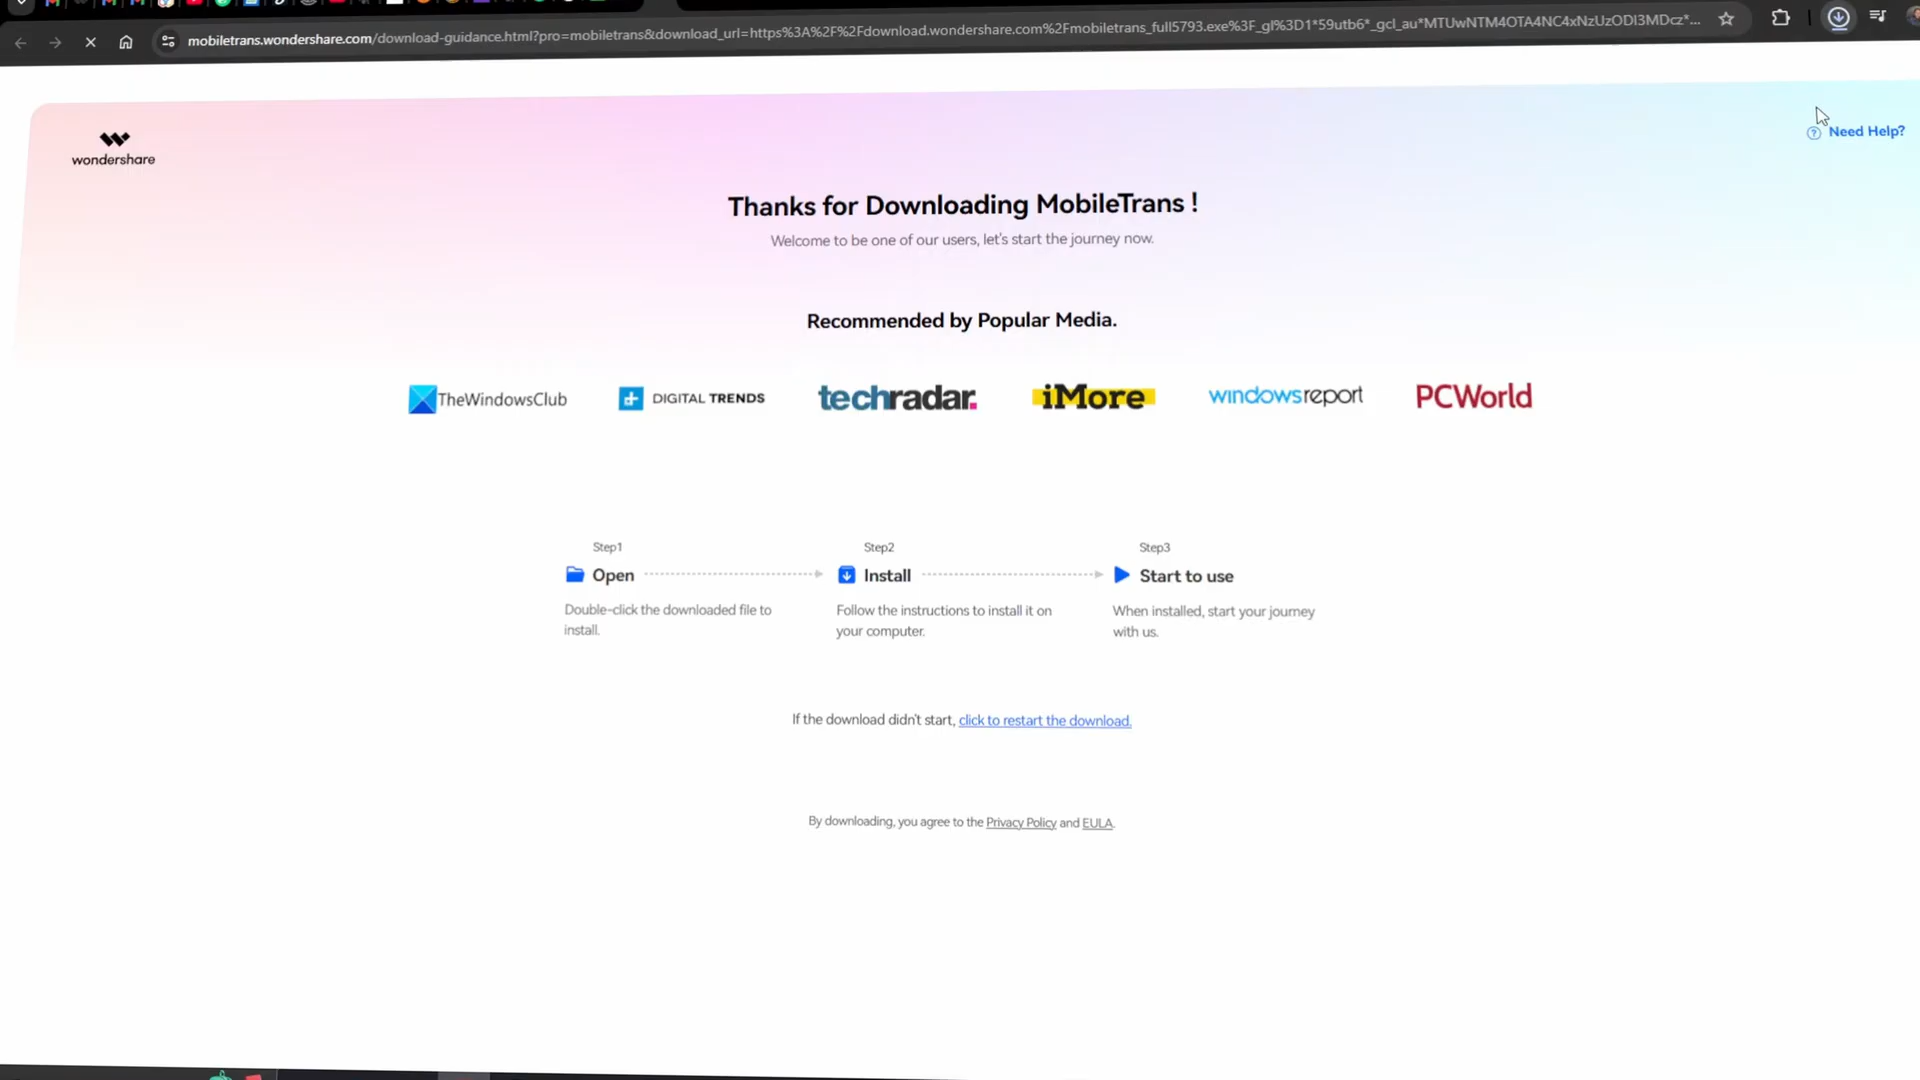 mobiletrans.wondershare.com/download-guidance.html?pro=mobiletrans&download_url=https%3A%2F%2Fdownload.wondershare.com%2Fmobiletrans_full5793.exe%3F_gl%3D1*59utb6*_gcl_au*MTUwNTM4OTA4NC4xNzUzODI3MDcz*...
wondershare
Need Help?
Thanks for Downloading MobileTrans !
Welcome to be one of our users, let's start the journey now.
Recommended by Popular Media.
TheWindowsClub DIGITAL TRENDS techradar. iMore windowsreport PCWorld
Step1 Step2 Step3
Open Install Start to use
Double-click the downloaded file to install.
Follow the instructions to install it on your computer.
When installed, start your journey with us.
If the download didn't start, click to restart the download.
By downloading, you agree to the Privacy Policy and EULA.